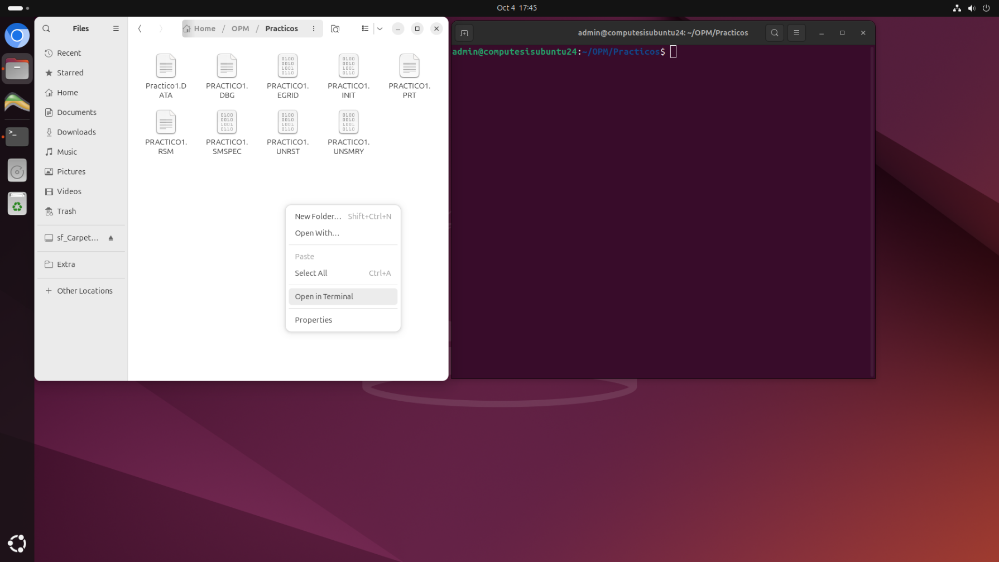 Oct 4 17:45
Files
Home / OPM / Practicos
admin@computesisubuntu24: ~/OPM/Practicos
admin@computesisubuntu24:~/OPM/Practicos$
Recent
Starred
Home
Documents
Downloads
Music
Pictures
Videos
Trash
sf_Carpet…
Extra
Other Locations
Practico1.D
ATA
PRACTICO1.
DBG
PRACTICO1.
EGRID
PRACTICO1.
INIT
PRACTICO1.
PRT
PRACTICO1.
RSM
PRACTICO1.
SMSPEC
PRACTICO1.
UNRST
PRACTICO1.
UNSMRY
New Folder… Shift+Ctrl+N
Open With…
Paste
Select All Ctrl+A
Open in Terminal
Properties